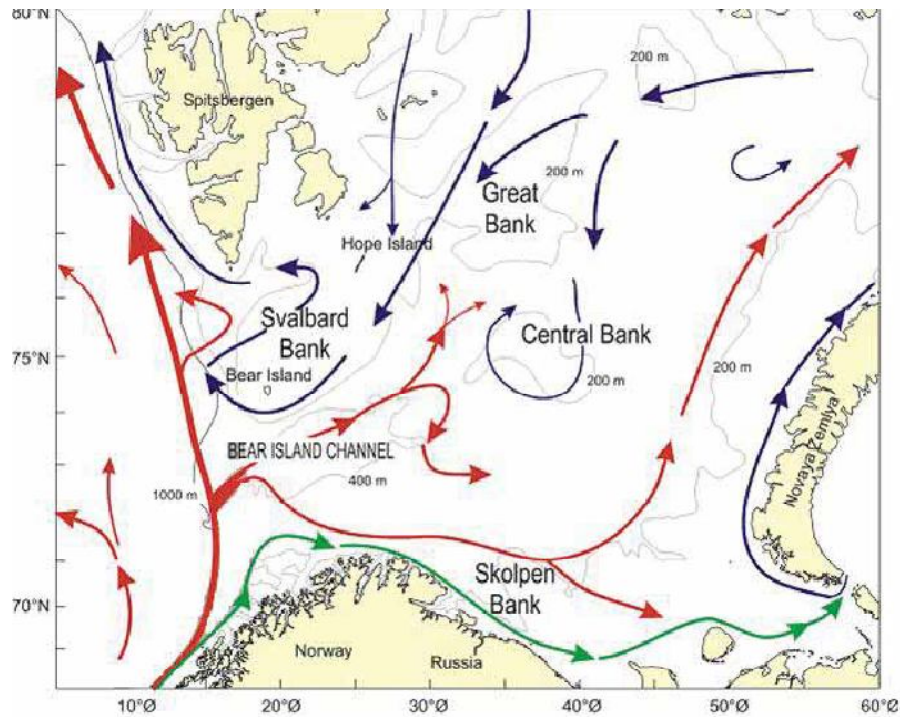 80°N
200 m
Spitsbergen
200 m
Great
Bank
Hope Island
Svalbard
Bank
Central Bank
75°N
Bear Island
200 m
200 m
Novaya Zemlya
BEAR ISLAND CHANNEL
400 m
1000 m
Skolpen
Bank
70°N
Norway
Russia
10°Ø
20°Ø
30°Ø
40°Ø
50°Ø
60°Ø